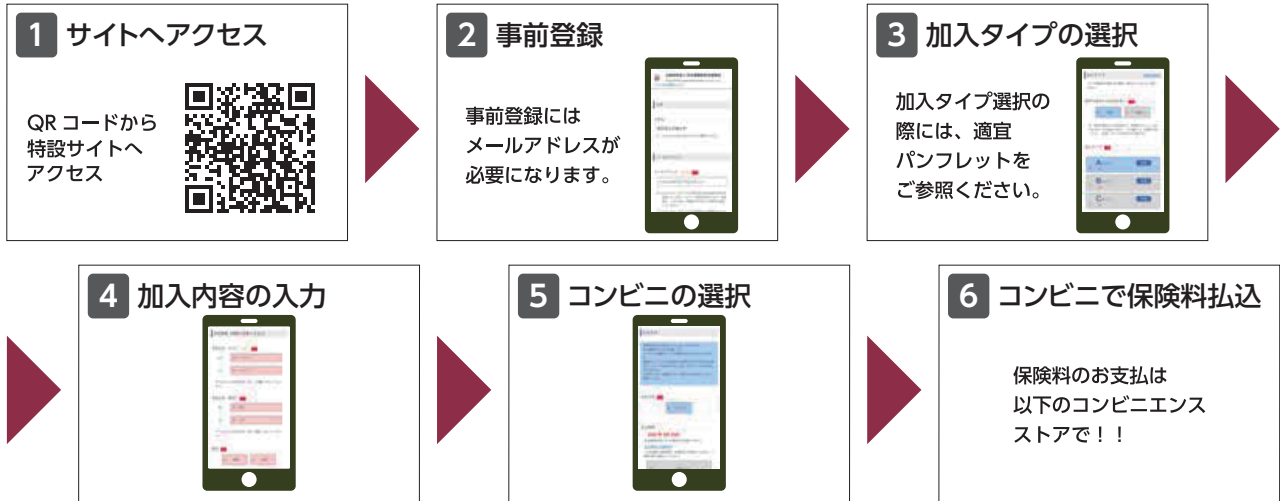 1 サイトへアクセス
QRコードから
特設サイトへ
アクセス
2 事前登録
事前登録には
メールアドレスが
必要になります。
3 加入タイプの選択
加入タイプ選択の
際には、適宜
パンフレットを
ご参照ください。
A
B
C
4 加入内容の入力
5 コンビニの選択
6 コンビニで保険料払込
保険料のお支払は
以下のコンビニエンス
ストアで！！